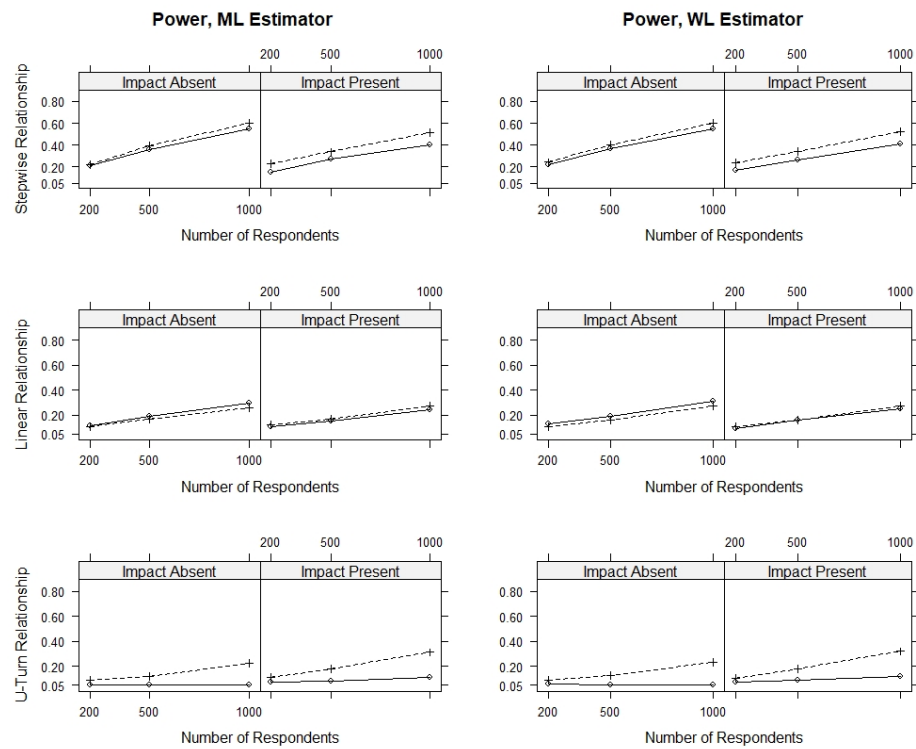 Power, ML Estimator
200 500 1000
Impact Absent Impact Present
Stepwise Relationship
0.80
0.60
0.40
0.20
0.05
200 500 1000
Number of Respondents
200 500 1000
Impact Absent Impact Present
Linear Relationship
0.80
0.60
0.40
0.20
0.05
200 500 1000
Number of Respondents
200 500 1000
Impact Absent Impact Present
U-Turn Relationship
0.80
0.60
0.40
0.20
0.05
200 500 1000
Number of Respondents
Power, WL Estimator
200 500 1000
Impact Absent Impact Present
0.80
0.60
0.40
0.20
0.05
200 500 1000
Number of Respondents
200 500 1000
Impact Absent Impact Present
0.80
0.60
0.40
0.20
0.05
200 500 1000
Number of Respondents
200 500 1000
Impact Absent Impact Present
0.80
0.60
0.40
0.20
0.05
200 500 1000
Number of Respondents